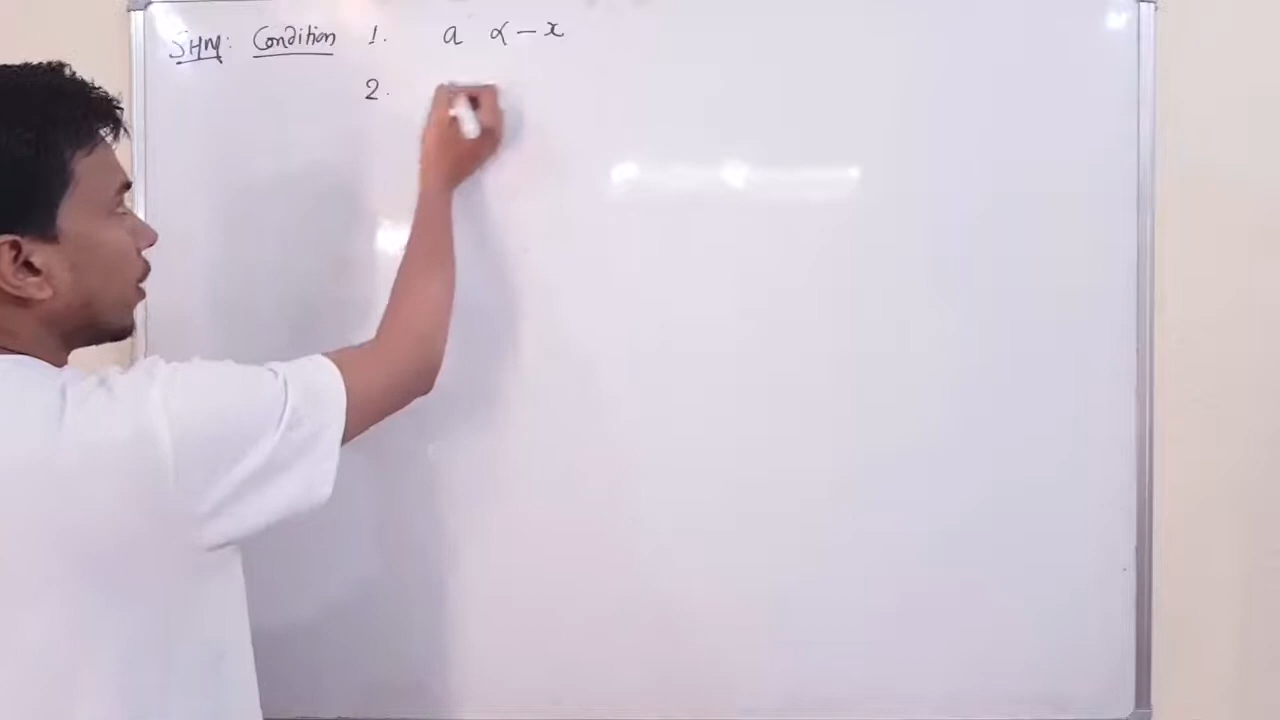 SHM: Condition 1. a α - x
2.